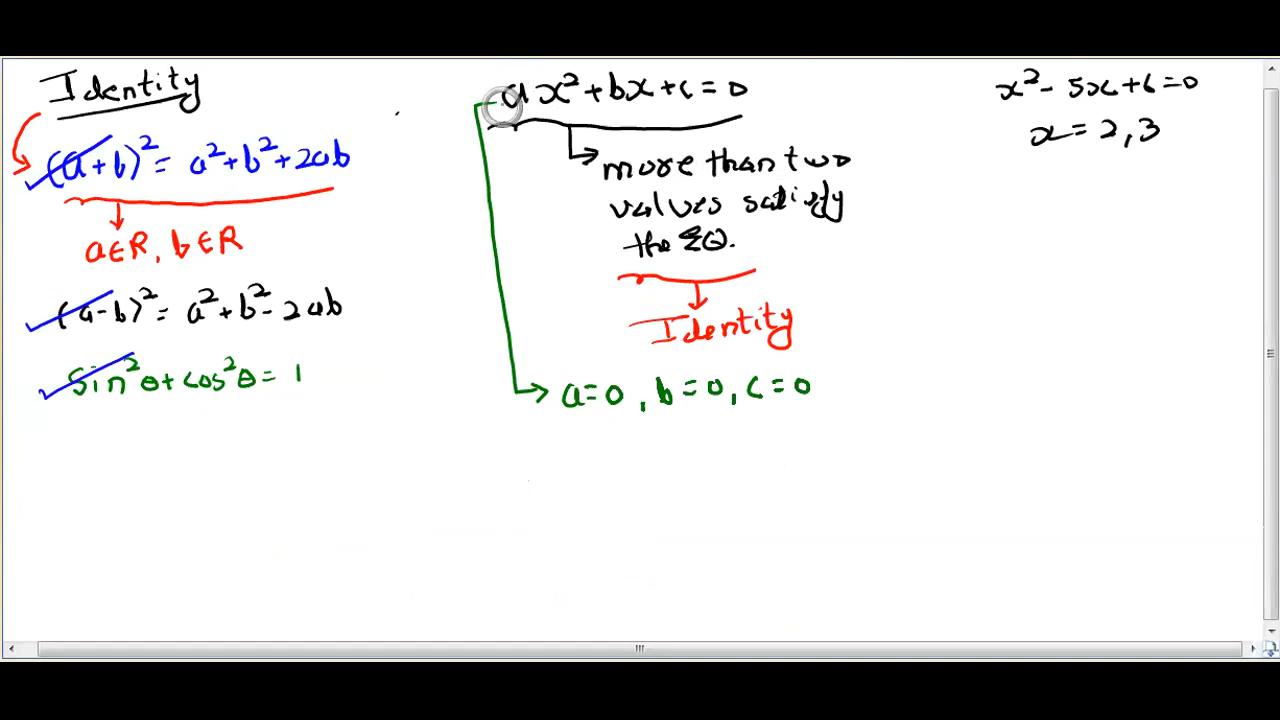 Identity
(a+b)² = a²+b²+2ab
a∈R, b∈R
(a-b)² = a²+b²-2ab
Sin²θ+cos²θ = 1
ax²+bx+c=0
more than two
values satisfy
the EQ.
Identity
a=0, b=0, c=0
x²-5x+6=0
x=2,3